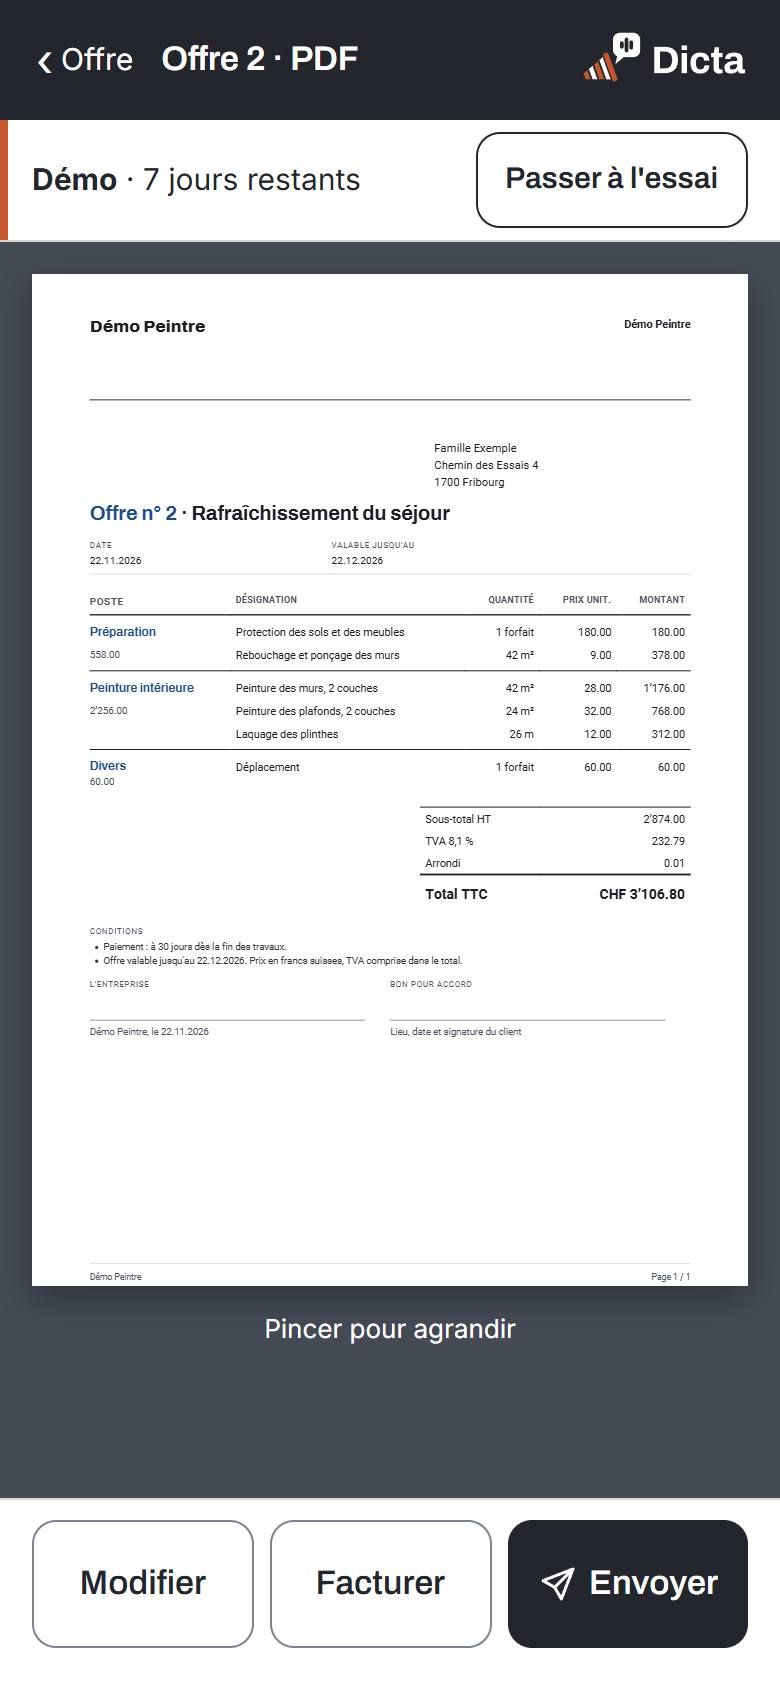 ‹ Offre Offre 2 · PDF Dicta
Démo · 7 jours restants Passer à l'essai
Démo Peintre Démo Peintre
Famille Exemple
Chemin des Essais 4
1700 Fribourg
Offre n° 2 · Rafraîchissement du séjour
DATE VALABLE JUSQU'AU
22.11.2026 22.12.2026
POSTE DÉSIGNATION QUANTITÉ PRIX UNIT. MONTANT
Préparation Protection des sols et des meubles 1 forfait 180.00 180.00
558.00 Rebouchage et ponçage des murs 42 m² 9.00 378.00
Peinture intérieure Peinture des murs, 2 couches 42 m² 28.00 1'176.00
2'256.00 Peinture des plafonds, 2 couches 24 m² 32.00 768.00
Laquage des plinthes 26 m 12.00 312.00
Divers Déplacement 1 forfait 60.00 60.00
60.00
Sous-total HT 2'874.00
TVA 8,1 % 232.79
Arrondi 0.01
Total TTC CHF 3'106.80
CONDITIONS
• Paiement : à 30 jours dès la fin des travaux.
• Offre valable jusqu'au 22.12.2026. Prix en francs suisses, TVA comprise dans le total.
L'ENTREPRISE BON POUR ACCORD
Démo Peintre, le 22.11.2026 Lieu, date et signature du client
Démo Peintre Page 1 / 1
Pincer pour agrandir
Modifier Facturer Envoyer